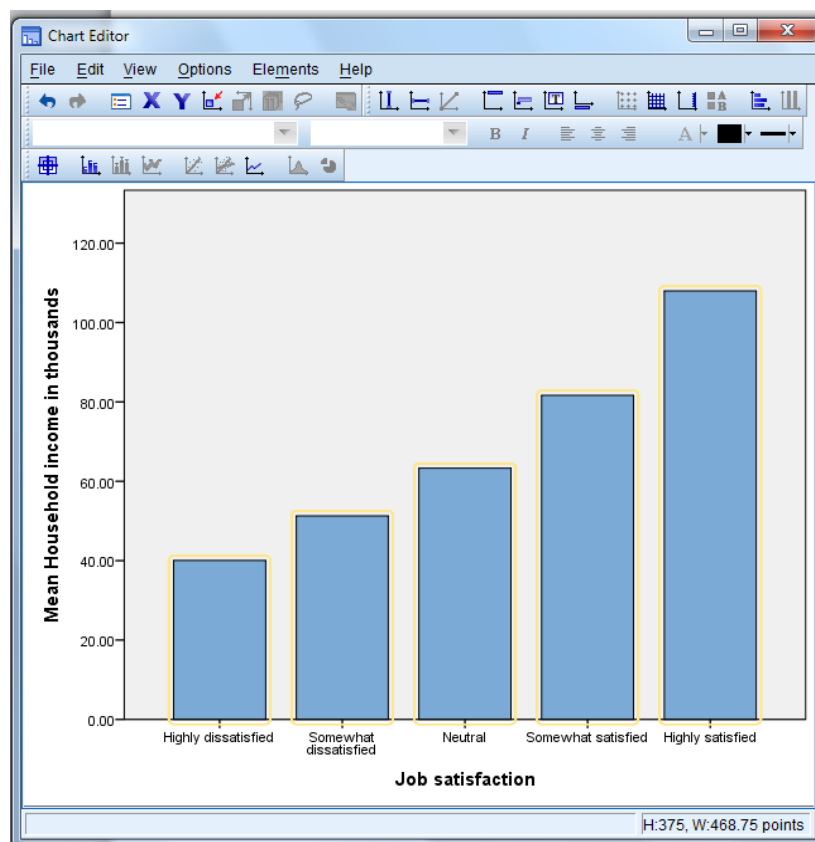 Chart Editor
File Edit View Options Elements Help
X Y
B I A
Mean Household income in thousands
120.00
100.00
80.00
60.00
40.00
20.00
0.00
Highly dissatisfied
Somewhat
dissatisfied
Neutral
Somewhat satisfied
Highly satisfied
Job satisfaction
H:375, W:468.75 points